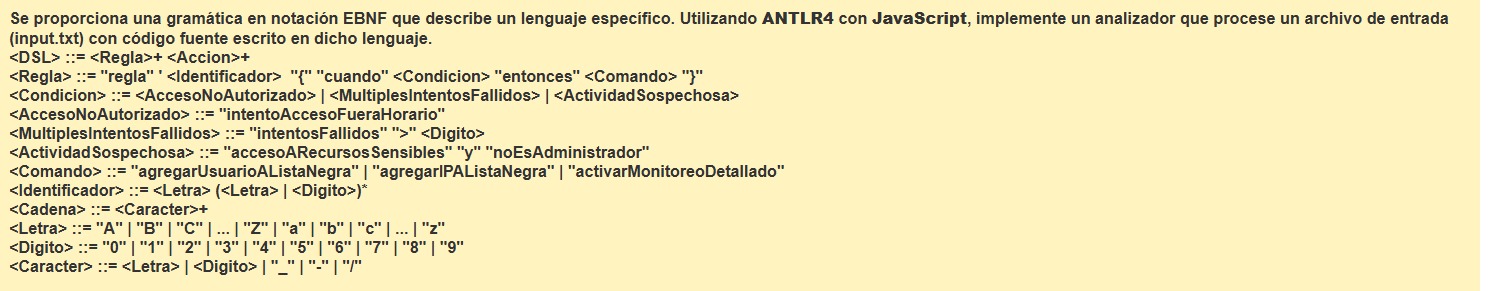 Se proporciona una gramática en notación EBNF que describe un lenguaje específico. Utilizando ANTLR4 con JavaScript, implemente un analizador que procese un archivo de entrada
(input.txt) con código fuente escrito en dicho lenguaje.
<DSL> ::= <Regla>+ <Accion>+
<Regla> ::= "regla" ' <Identificador>  "{" "cuando" <Condicion> "entonces" <Comando> "}"
<Condicion> ::= <AccesoNoAutorizado> | <MultiplesIntentosFallidos> | <ActividadSospechosa>
<AccesoNoAutorizado> ::= "intentoAccesoFueraHorario"
<MultiplesIntentosFallidos> ::= "intentosFallidos" ">" <Digito>
<ActividadSospechosa> ::= "accesoARecursosSensibles" "y" "noEsAdministrador"
<Comando> ::= "agregarUsuarioAListaNegra" | "agregarIPAListaNegra" | "activarMonitoreoDetallado"
<Identificador> ::= <Letra> (<Letra> | <Digito>)*
<Cadena> ::= <Caracter>+
<Letra> ::= "A" | "B" | "C" | ... | "Z" | "a" | "b" | "c" | ... | "z"
<Digito> ::= "0" | "1" | "2" | "3" | "4" | "5" | "6" | "7" | "8" | "9"
<Caracter> ::= <Letra> | <Digito> | "_" | "-" | "/"